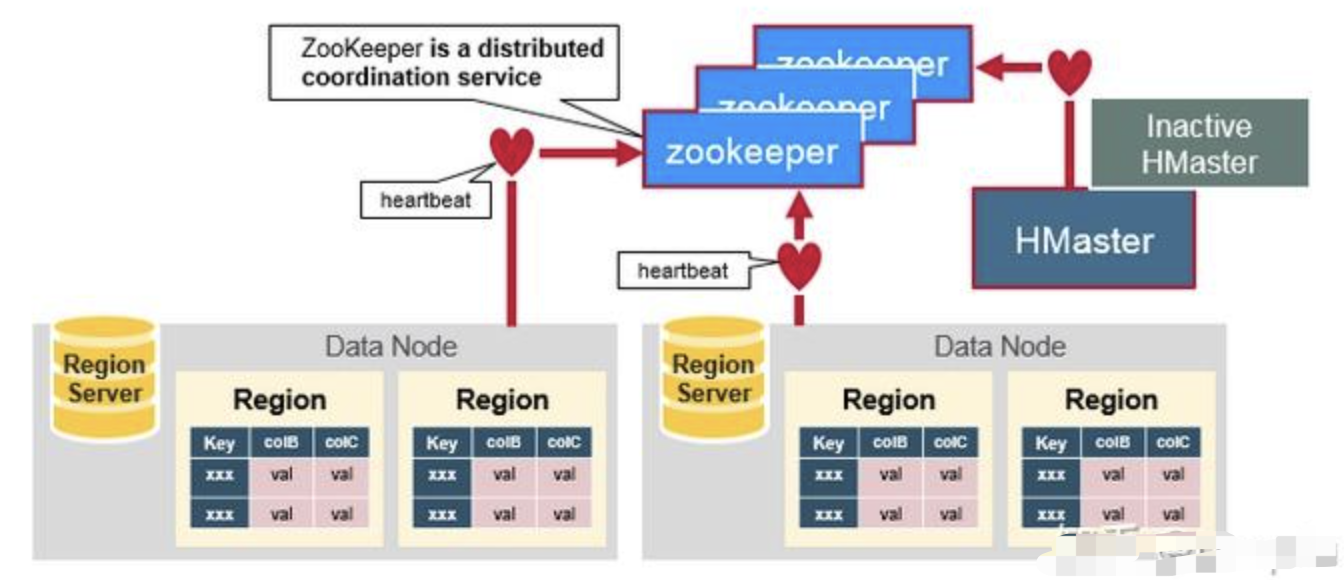 ZooKeeper is a distributed
coordination service
zookeeper
zookeeper
zookeeper
Inactive
HMaster
HMaster
heartbeat
heartbeat
Region
Server
Data Node
Region
Region
Key colB colC
xxx val val
xxx val val
Key colB colC
xxx val val
xxx val val
Region
Server
Data Node
Region
Region
Key colB colC
xxx val val
xxx val val
Key colB colC
xxx val val
xxx val val